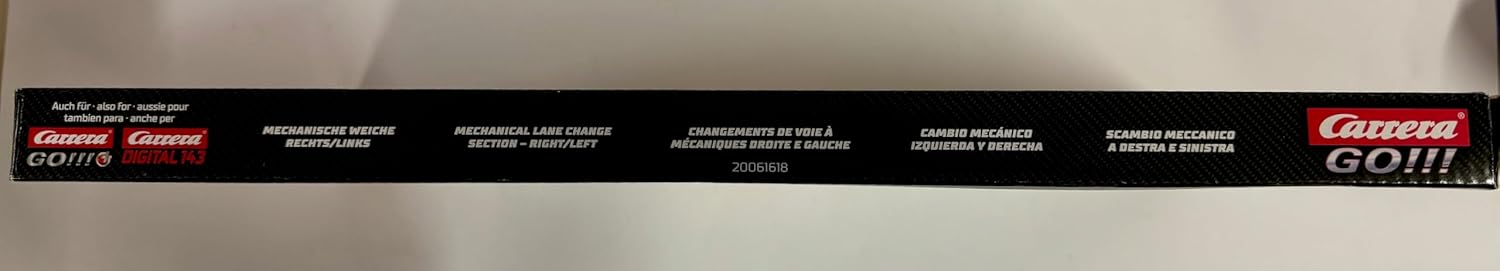 Auch für · also for · aussie pour
tambien para · anche per
Carrera® Carrera®
GO!!! DIGITAL 143
MECHANISCHE WEICHE
RECHTS/LINKS
MECHANICAL LANE CHANGE
SECTION – RIGHT/LEFT
CHANGEMENTS DE VOIE À
MÉCANIQUES DROITE E GAUCHE
20061618
CAMBIO MECÁNICO
IZQUIERDA Y DERECHA
SCAMBIO MECCANICO
A DESTRA E SINISTRA
Carrera®
GO!!!